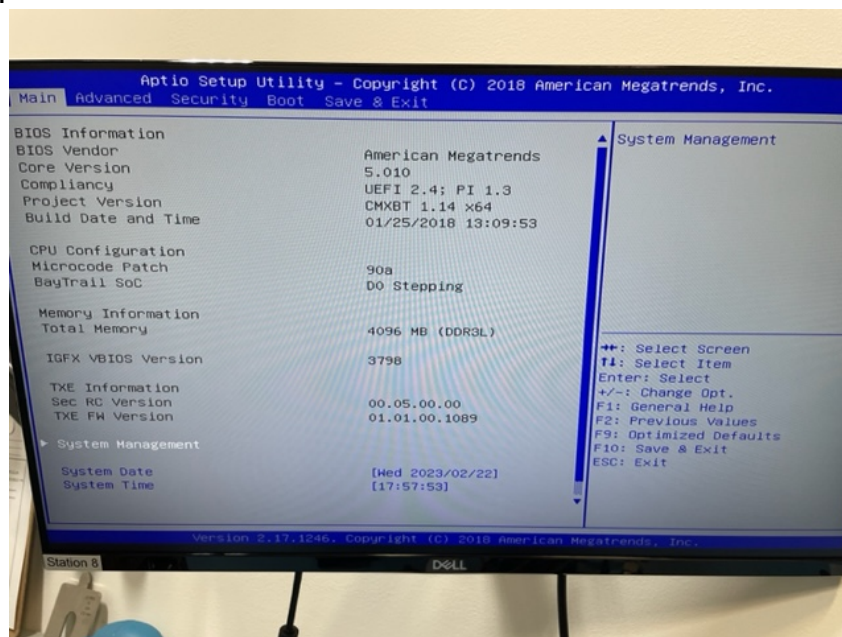 Aptio Setup Utility – Copyright (C) 2018 American Megatrends, Inc.
Main Advanced Security Boot Save & Exit
BIOS Information
BIOS Vendor American Megatrends
Core Version 5.010
Compliancy UEFI 2.4; PI 1.3
Project Version CMXBT 1.14 x64
Build Date and Time 01/25/2018 13:09:53
CPU Configuration
Microcode Patch 90a
BayTrail SoC D0 Stepping
Memory Information
Total Memory 4096 MB (DDR3L)
IGFX VBIOS Version 3798
TXE Information
Sec RC Version 00.05.00.00
TXE FW Version 01.01.00.1089
System Management
System Date [Wed 2023/02/22]
System Time [17:57:53]
System Management
→←: Select Screen
↑↓: Select Item
Enter: Select
+/-: Change Opt.
F1: General Help
F2: Previous Values
F9: Optimized Defaults
F10: Save & Exit
ESC: Exit
Version 2.17.1246. Copyright (C) 2018 American Megatrends, Inc.
Station 8
DELL